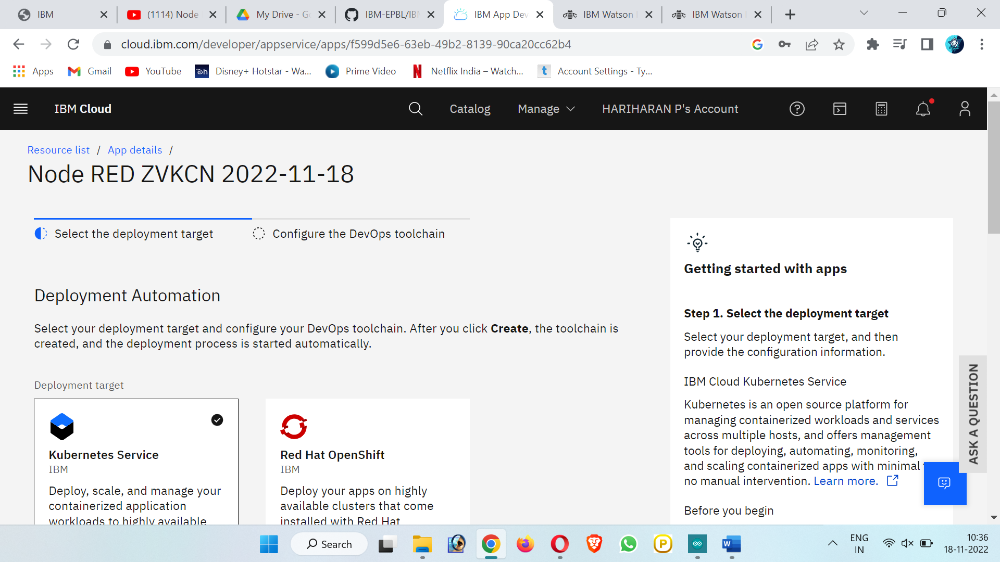 IBM
(1114) Node
My Drive - Go
IBM-EPBL/IBM
IBM App Dev
IBM Watson
IBM Watson
cloud.ibm.com/developer/appservice/apps/f599d5e6-63eb-49b2-8139-90ca20cc62b4
Apps
Gmail
YouTube
Disney+ Hotstar - Wa...
Prime Video
Netflix India – Watch...
Account Settings - Ty...
IBM Cloud
Catalog
Manage
HARIHARAN P's Account
Resource list / App details /
Node RED ZVKCN 2022-11-18
Select the deployment target
Configure the DevOps toolchain
Deployment Automation
Select your deployment target and configure your DevOps toolchain. After you click Create, the toolchain is
created, and the deployment process is started automatically.
Deployment target
Kubernetes Service
IBM
Deploy, scale, and manage your
containerized application
workloads to highly available
Red Hat OpenShift
IBM
Deploy your apps on highly
available clusters that come
installed with Red Hat
Getting started with apps
Step 1. Select the deployment target
Select your deployment target, and then
provide the configuration information.
IBM Cloud Kubernetes Service
Kubernetes is an open source platform for
managing containerized workloads and services
across multiple hosts, and offers management
tools for deploying, automating, monitoring,
and scaling containerized apps with minimal
no manual intervention. Learn more.
Before you begin
ASK A QUESTION
Search
ENG
IN
10:36
18-11-2022